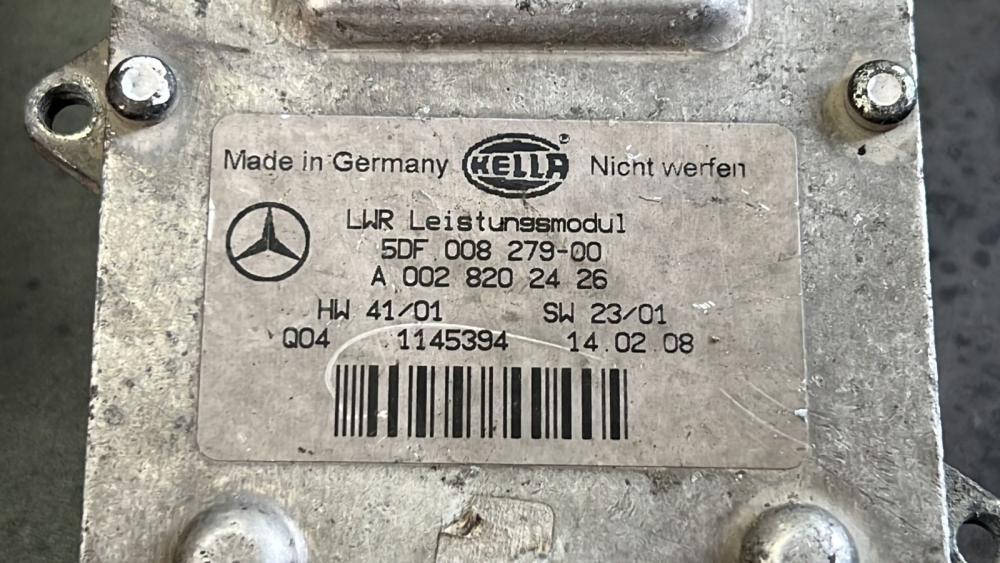 Made in Germany HELLA ® Nicht werfen
LWR Leistungsmodul
5DF 008 279-00
A 002 820 24 26
HW 41/01 SW 23/01
Q04 1145394 14.02.08